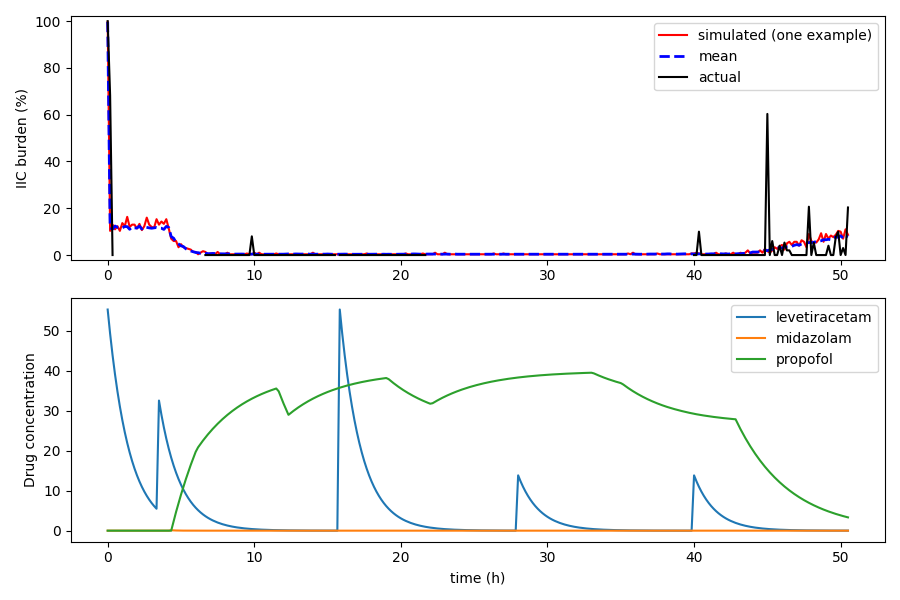 100
80
60
40
20
0
IIC burden (%)
simulated (one example)
mean
actual
0
10
20
30
40
50
50
40
30
20
10
0
Drug concentration
levetiracetam
midazolam
propofol
0
10
20
30
40
50
time (h)